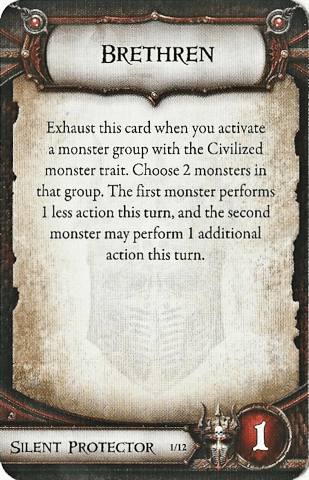 BRETHREN
Exhaust this card when you activate
a monster group with the Civilized
monster trait. Choose 2 monsters in
that group. The first monster performs
1 less action this turn, and the second
monster may perform 1 additional
action this turn.
SILENT PROTECTOR 1/12
1